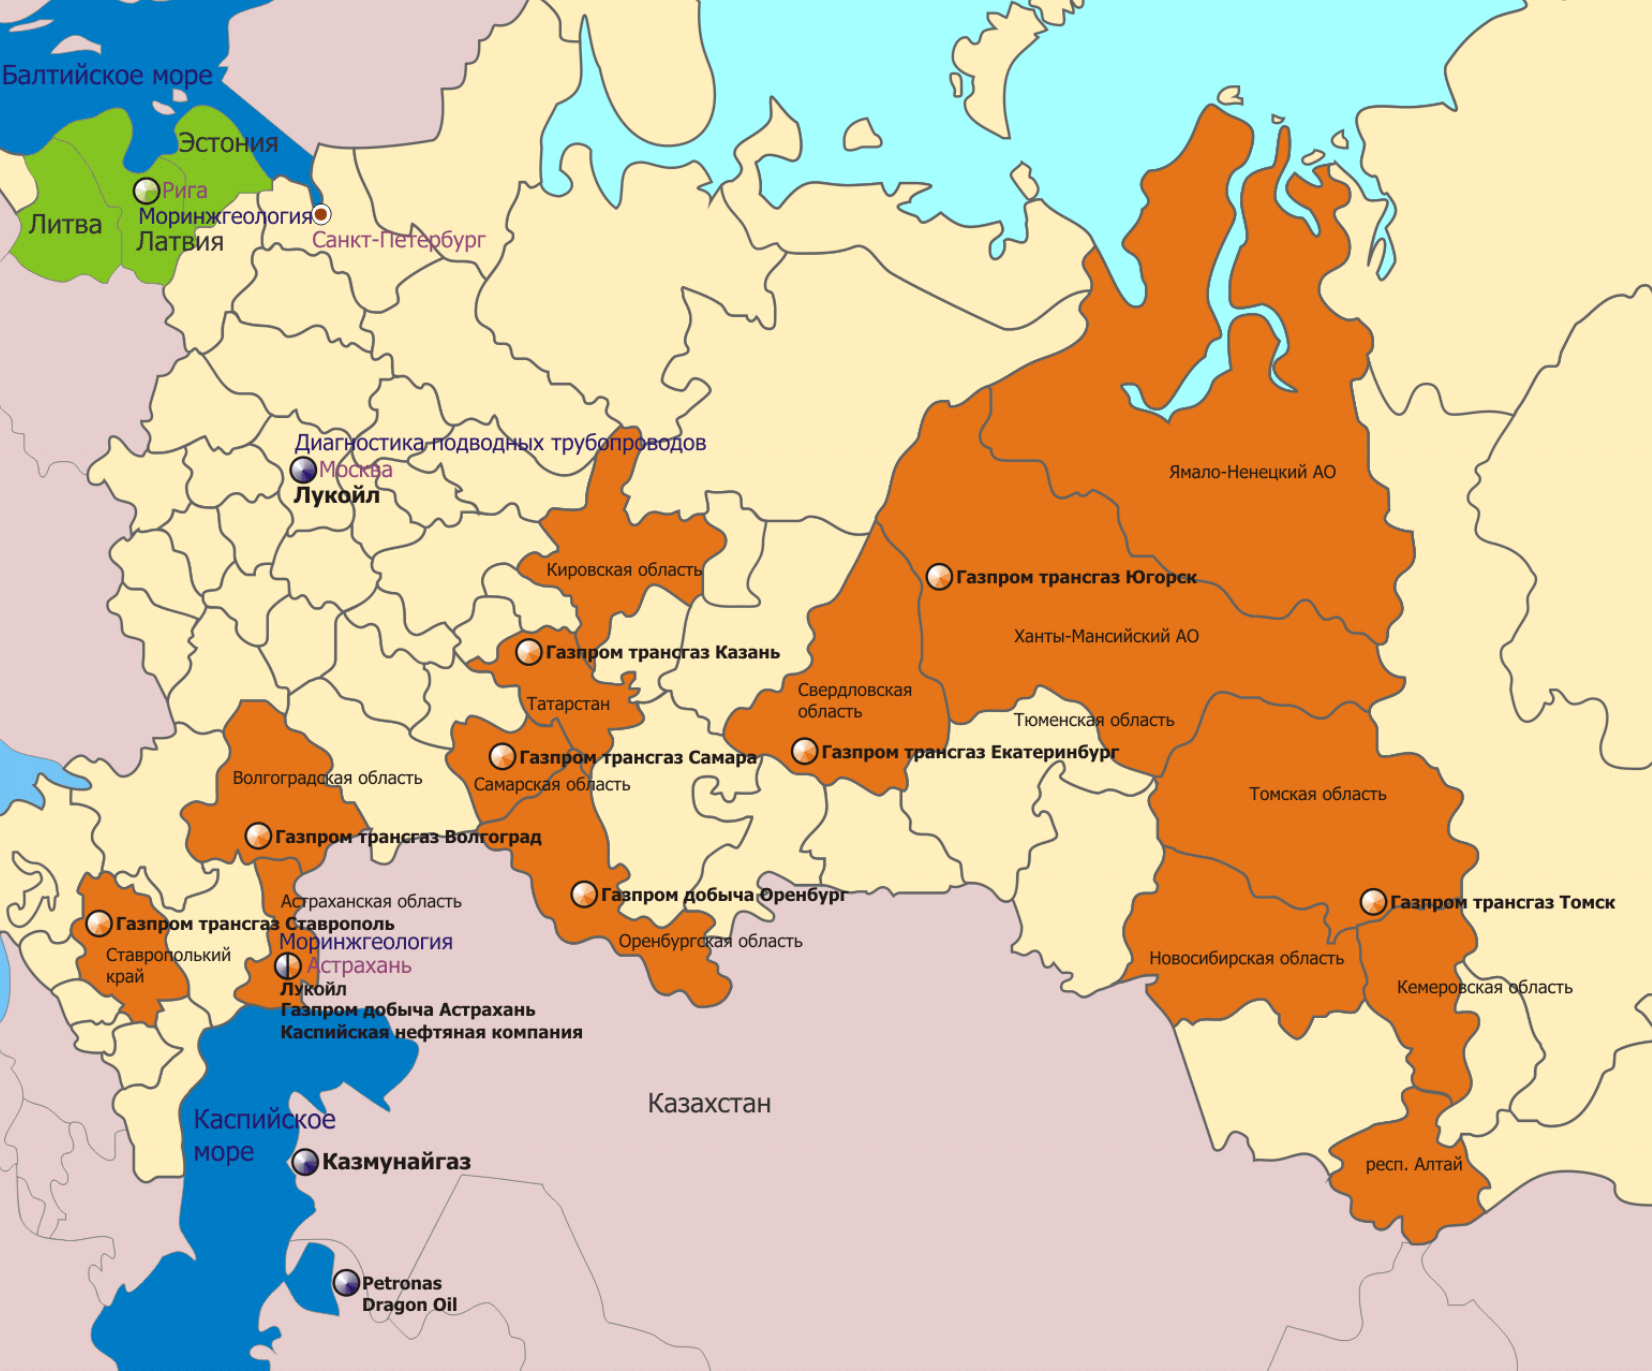 Балтийское море
Эстония
Рига
Литва
Моринжгеология
Латвия
Санкт-Петербург
Диагностика подводных трубопроводов
Москва
Лукойл
Ямало-Ненецкий АО
Кировская область
Газпром трансгаз Югорск
Ханты-Мансийский АО
Газпром трансгаз Казань
Татарстан
Свердловская
область
Тюменская область
Газпром трансгаз Екатеринбург
Газпром трансгаз Самара
Самарская область
Волгоградская область
Томская область
Газпром трансгаз Волгоград
Газпром добыча Оренбург
Оренбургская область
Газпром трансгаз Томск
Астраханская область
Газпром трансгаз Ставрополь
Ставрополький
край
Моринжгеология
Астрахань
Лукойл
Газпром добыча Астрахань
Каспийская нефтяная компания
Новосибирская область
Кемеровская область
Казахстан
Каспийское
море
Казмунайгаз
респ. Алтай
Petronas
Dragon Oil